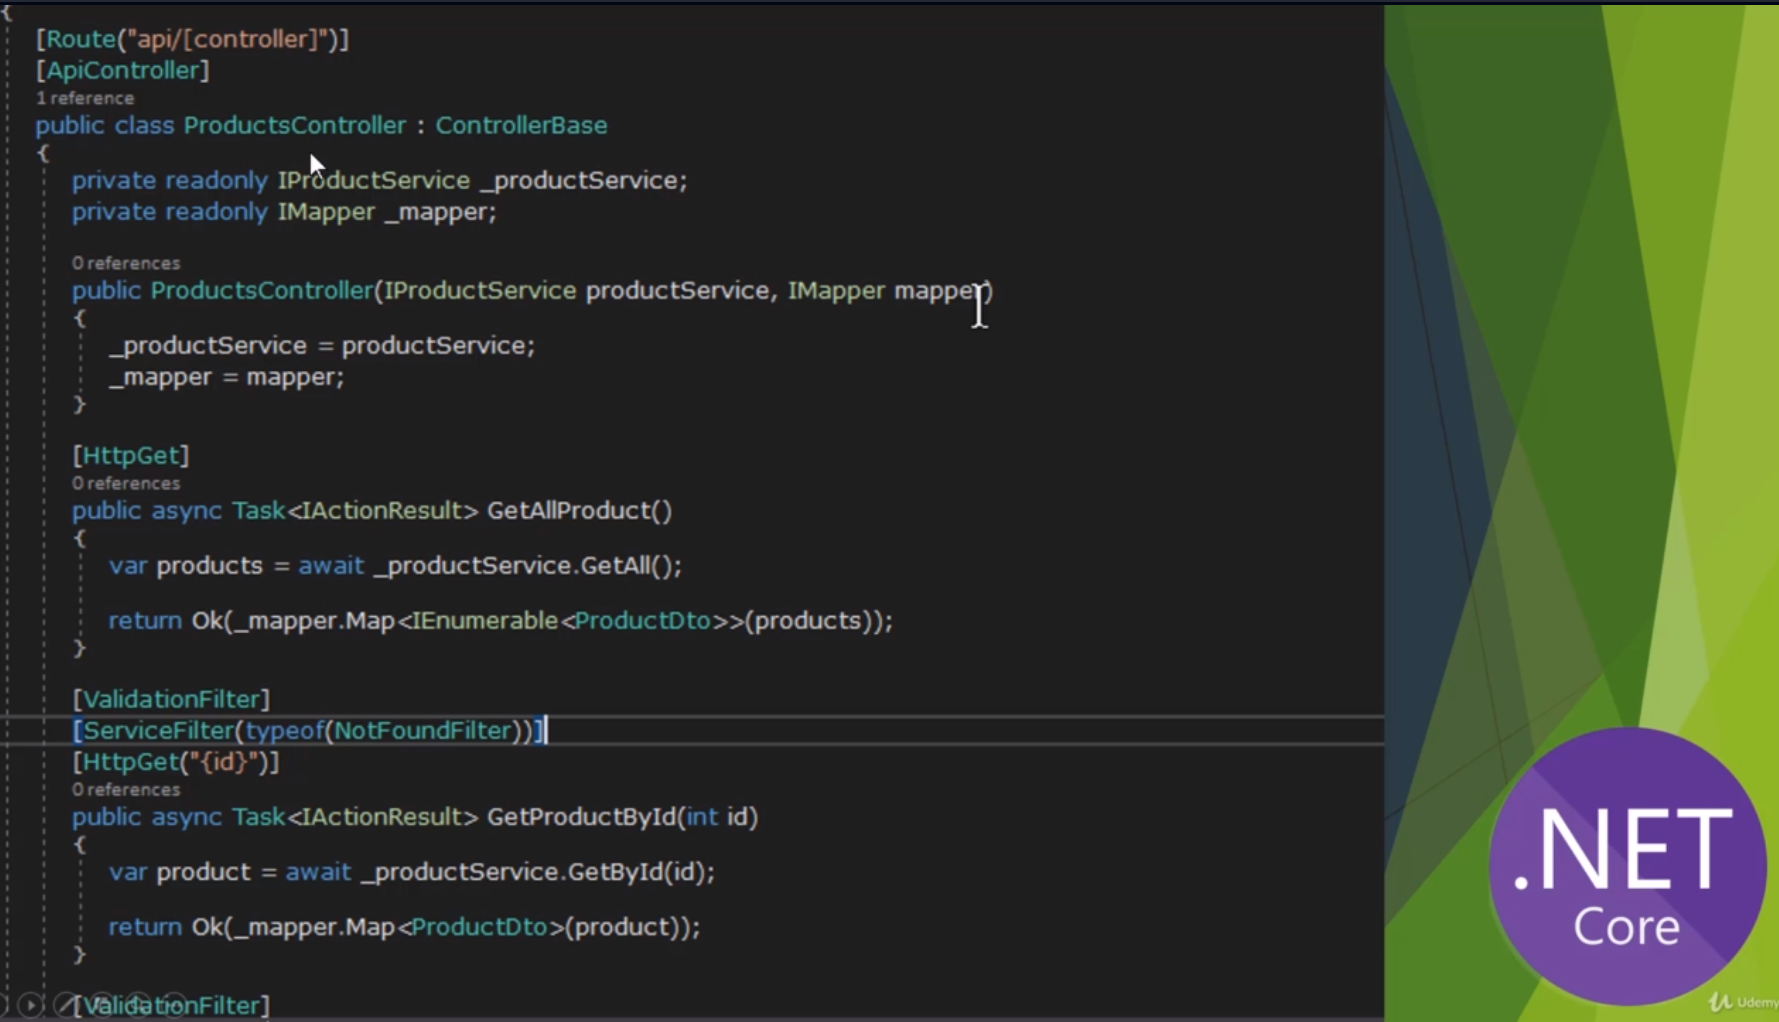 {
[Route("api/[controller]")]
[ApiController]
1 reference
public class ProductsController : ControllerBase
{
private readonly IProductService _productService;
private readonly IMapper _mapper;
0 references
public ProductsController(IProductService productService, IMapper mapper)
{
_productService = productService;
_mapper = mapper;
}
[HttpGet]
0 references
public async Task<IActionResult> GetAllProduct()
{
var products = await _productService.GetAll();
return Ok(_mapper.Map<IEnumerable<ProductDto>>(products));
}
[ValidationFilter]
[ServiceFilter(typeof(NotFoundFilter))]
[HttpGet("{id}")]
0 references
public async Task<IActionResult> GetProductById(int id)
{
var product = await _productService.GetById(id);
return Ok(_mapper.Map<ProductDto>(product));
}
[ValidationFilter]
.NET
Core
Udemy